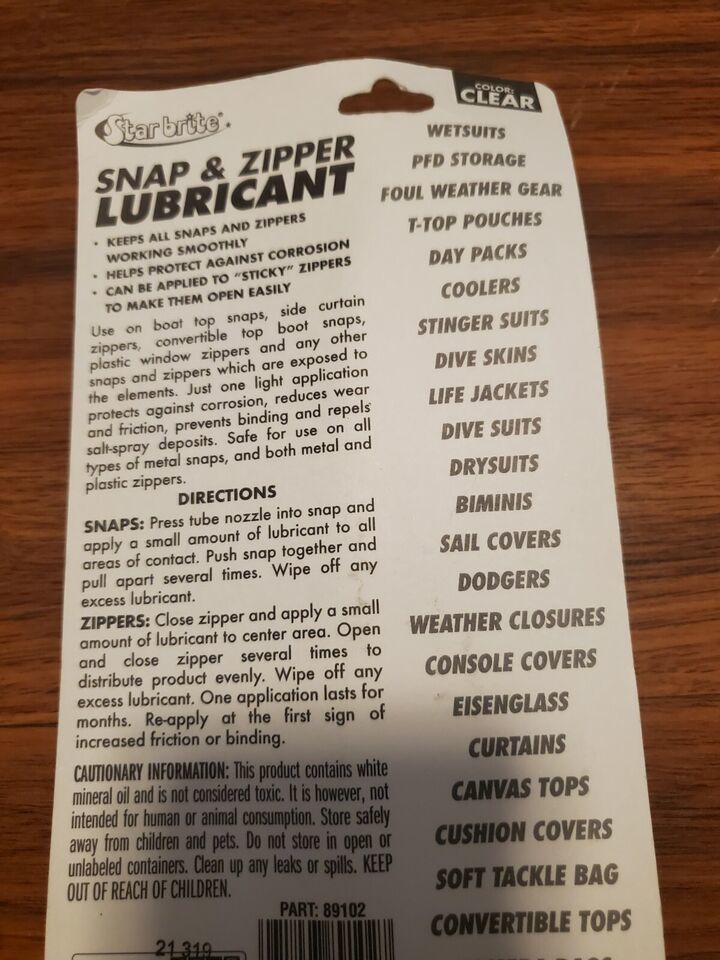 Star brite®
SNAP & ZIPPER
LUBRICANT
• KEEPS ALL SNAPS AND ZIPPERS
WORKING SMOOTHLY
• HELPS PROTECT AGAINST CORROSION
• CAN BE APPLIED TO "STICKY" ZIPPERS
TO MAKE THEM OPEN EASILY
Use on boat top snaps, side curtain
zippers, convertible top boot snaps,
plastic window zippers and any other
snaps and zippers which are exposed to
the elements. Just one light application
protects against corrosion, reduces wear
and friction, prevents binding and repels
salt-spray deposits. Safe for use on all
types of metal snaps, and both metal and
plastic zippers.
DIRECTIONS
SNAPS: Press tube nozzle into snap and
apply a small amount of lubricant to all
areas of contact. Push snap together and
pull apart several times. Wipe off any
excess lubricant.
ZIPPERS: Close zipper and apply a small
amount of lubricant to center area. Open
and close zipper several times to
distribute product evenly. Wipe off any
excess lubricant. One application lasts for
months. Re-apply at the first sign of
increased friction or binding.
CAUTIONARY INFORMATION: This product contains white
mineral oil and is not considered toxic. It is however, not
intended for human or animal consumption. Store safely
away from children and pets. Do not store in open or
unlabeled containers. Clean up any leaks or spills. KEEP
OUT OF REACH OF CHILDREN.
PART: 89102
21 319
COLOR:
CLEAR
WETSUITS
PFD STORAGE
FOUL WEATHER GEAR
T-TOP POUCHES
DAY PACKS
COOLERS
STINGER SUITS
DIVE SKINS
LIFE JACKETS
DIVE SUITS
DRYSUITS
BIMINIS
SAIL COVERS
DODGERS
WEATHER CLOSURES
CONSOLE COVERS
EISENGLASS
CURTAINS
CANVAS TOPS
CUSHION COVERS
SOFT TACKLE BAG
CONVERTIBLE TOPS